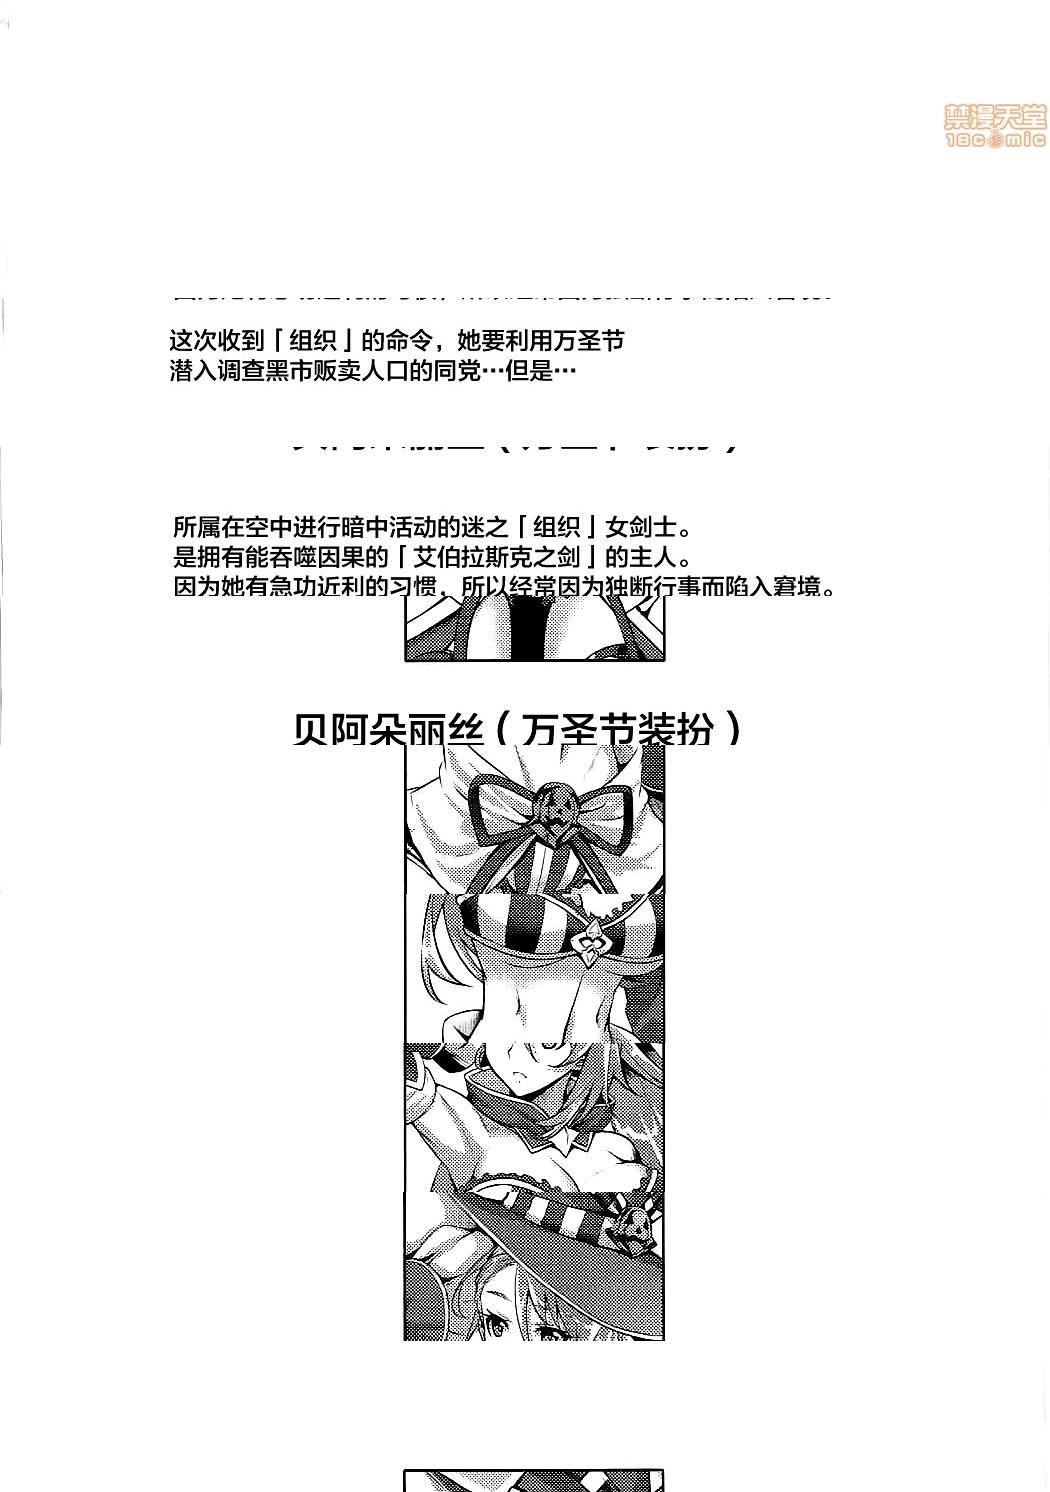 禁漫天堂
18comic
这次收到「组织」的命令，她要利用万圣节
潜入调查黑市贩卖人口的同党…但是…
所属在空中进行暗中活动的迷之「组织」女剑士。
是拥有能吞噬因果的「艾伯拉斯克之剑」的主人。
因为她有急功近利的习惯，所以经常因为独断行事而陷入窘境。
贝阿朵丽丝（万圣节装扮）